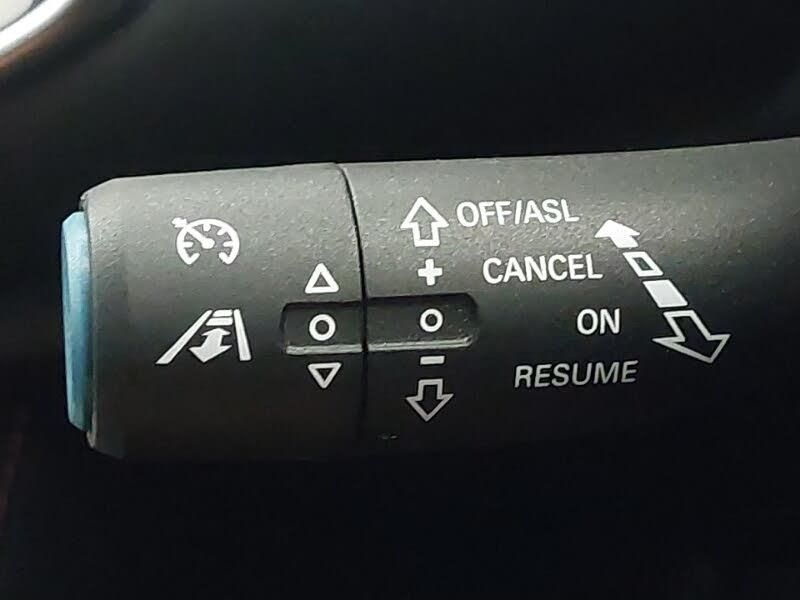 OFF/ASL
+ CANCEL
ON
-
RESUME